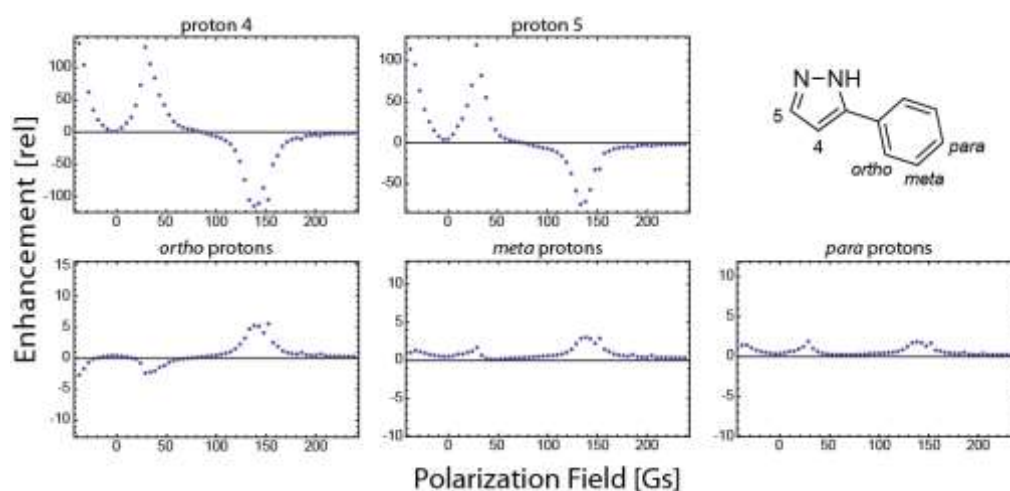 proton 4
proton 5
100
50
0
-50
-100
0 50 100 150 200
100
50
0
-50
0 50 100 150 200
N NH
5
4
ortho
meta
para
ortho protons
meta protons
para protons
15
10
5
0
-5
-10
0 50 100 150 200
10
5
0
-5
-10
0 50 100 150 200
10
5
0
-5
-10
0 50 100 150 200
Enhancement [rel]
Polarization Field [Gs]